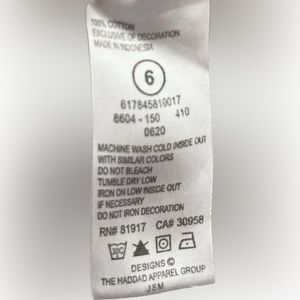 100% COTTON
EXCLUSIVE OF DECORATION
MADE IN INDONESIA
6
617845810017
8604 - 150 410
0620
MACHINE WASH COLD INSIDE OUT
WITH SIMILAR COLORS
DO NOT BLEACH
TUMBLE DRY LOW
IRON ON LOW INSIDE OUT
IF NECESSARY
DO NOT IRON DECORATION
RN# 81917 CA# 30958
30C
DESIGNS ©
THE HADDAD APPAREL GROUP
JSM